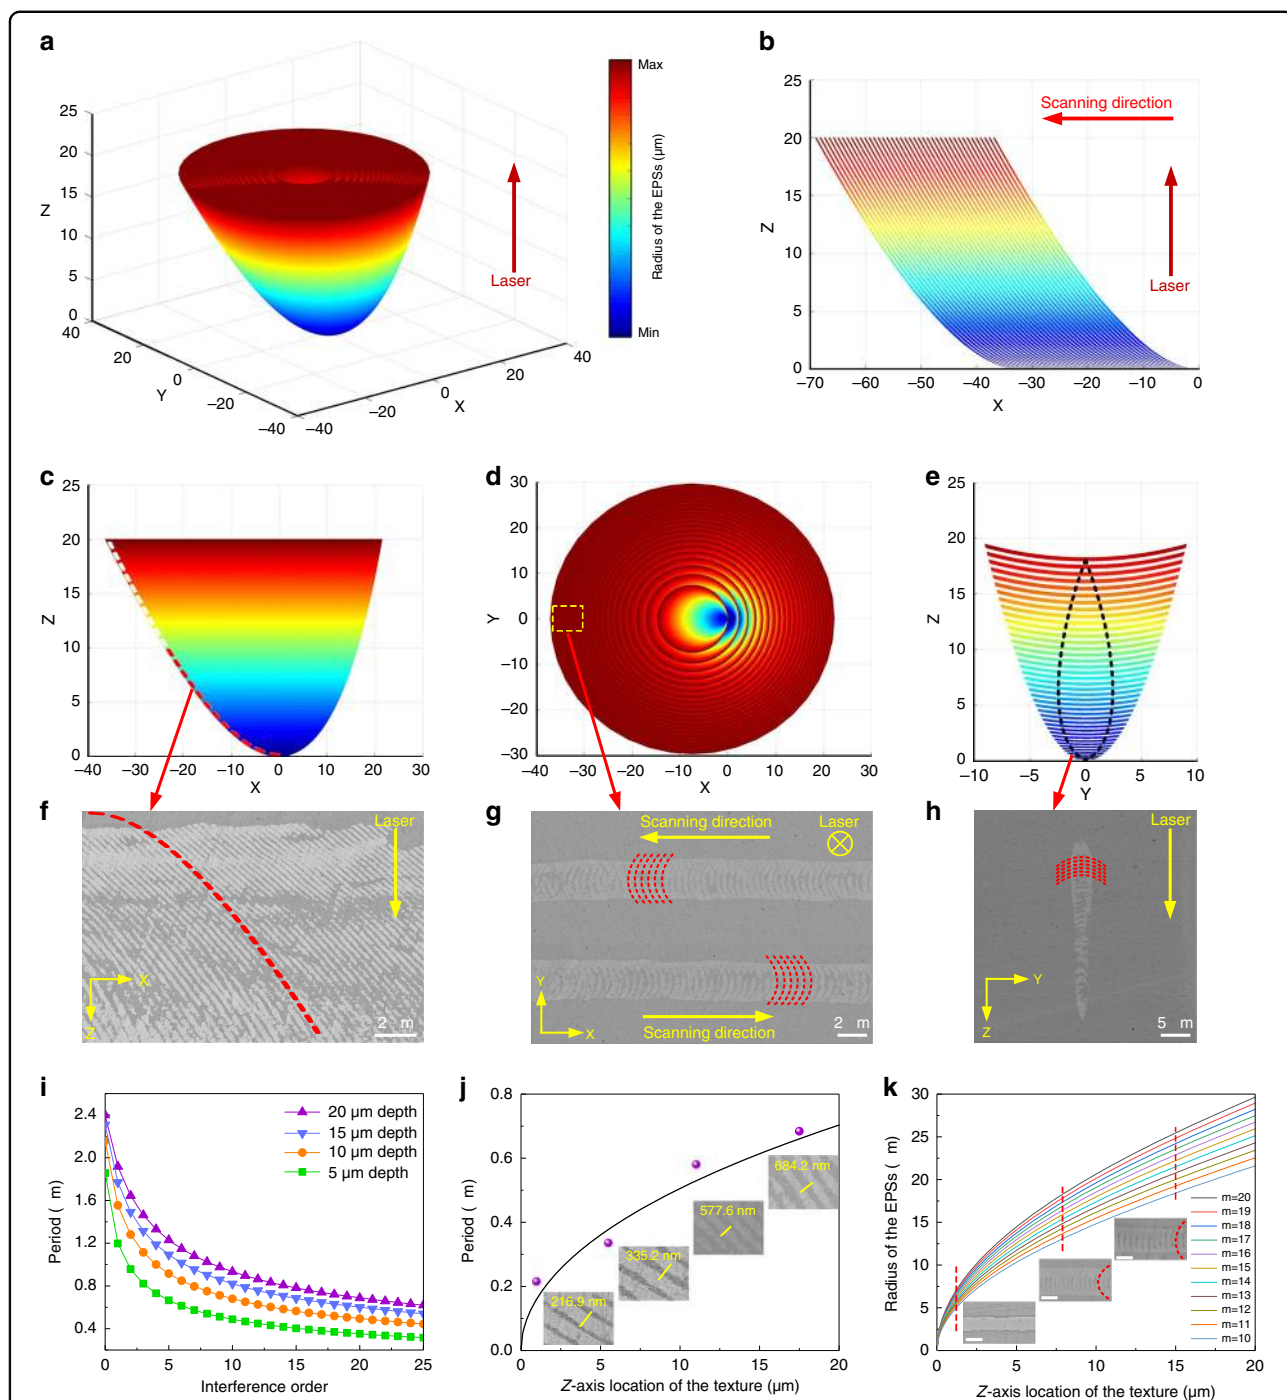 a
25
20
15
Z
10
5
0
40
20
0
Y
–20
–40
–40
–20
0
X
20
40
Laser
Max
Radius of the EPSs (µm)
Min
b
25
20
15
Z
10
5
0
–70
–60
–50
–40
–30
–20
–10
0
X
Scanning direction
Laser
c
25
20
15
Z
10
5
0
–40
–30
–20
–10
0
10
20
30
X
d
30
20
10
Y
0
–10
–20
–30
–40
–30
–20
–10
0
10
20
30
X
e
25
20
15
Z
10
5
0
–10
–5
0
5
10
Y
f
Laser
X
Z
2 m
g
Scanning direction
Laser
Y
X
Scanning direction
2 m
h
Laser
Y
Z
5 m
i
2.4
2.0
1.6
1.2
0.8
0.4
Period ( m)
20 µm depth
15 µm depth
10 µm depth
5 µm depth
0
5
10
15
20
25
Interference order
j
0.8
0.6
0.4
0.2
0
Period ( m)
684.2 nm
577.6 nm
335.2 nm
216.9 nm
0
5
10
15
20
Z-axis location of the texture (µm)
k
30
25
20
15
10
5
0
Radius of the EPSs ( m)
m=20
m=19
m=18
m=17
m=16
m=15
m=14
m=13
m=12
m=11
m=10
0
5
10
15
20
Z-axis location of the texture (µm)